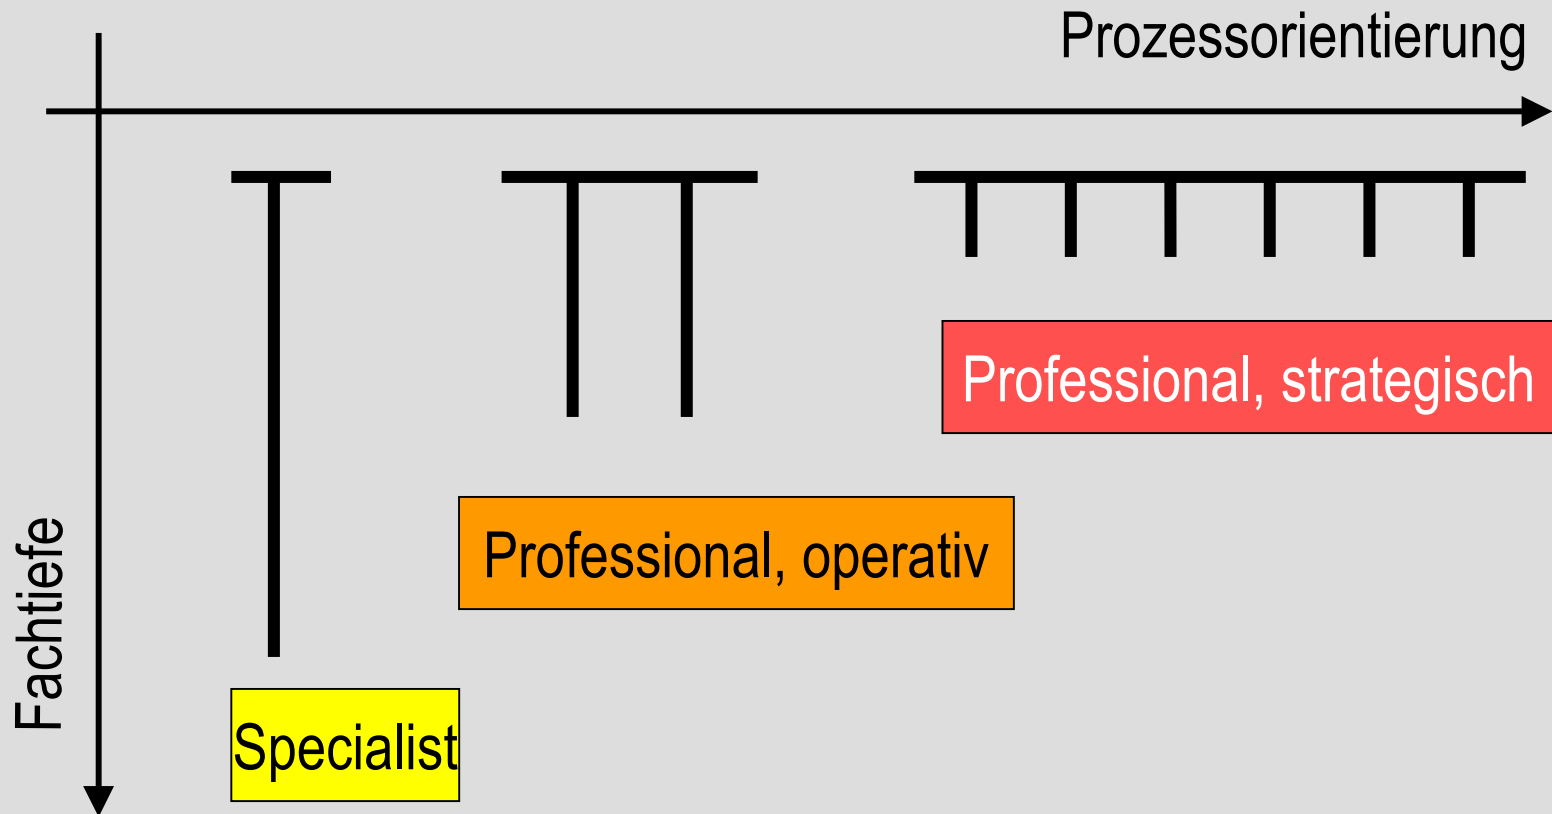 Prozessorientierung
Professional, strategisch
Professional, operativ
Fachtiefe
Specialist